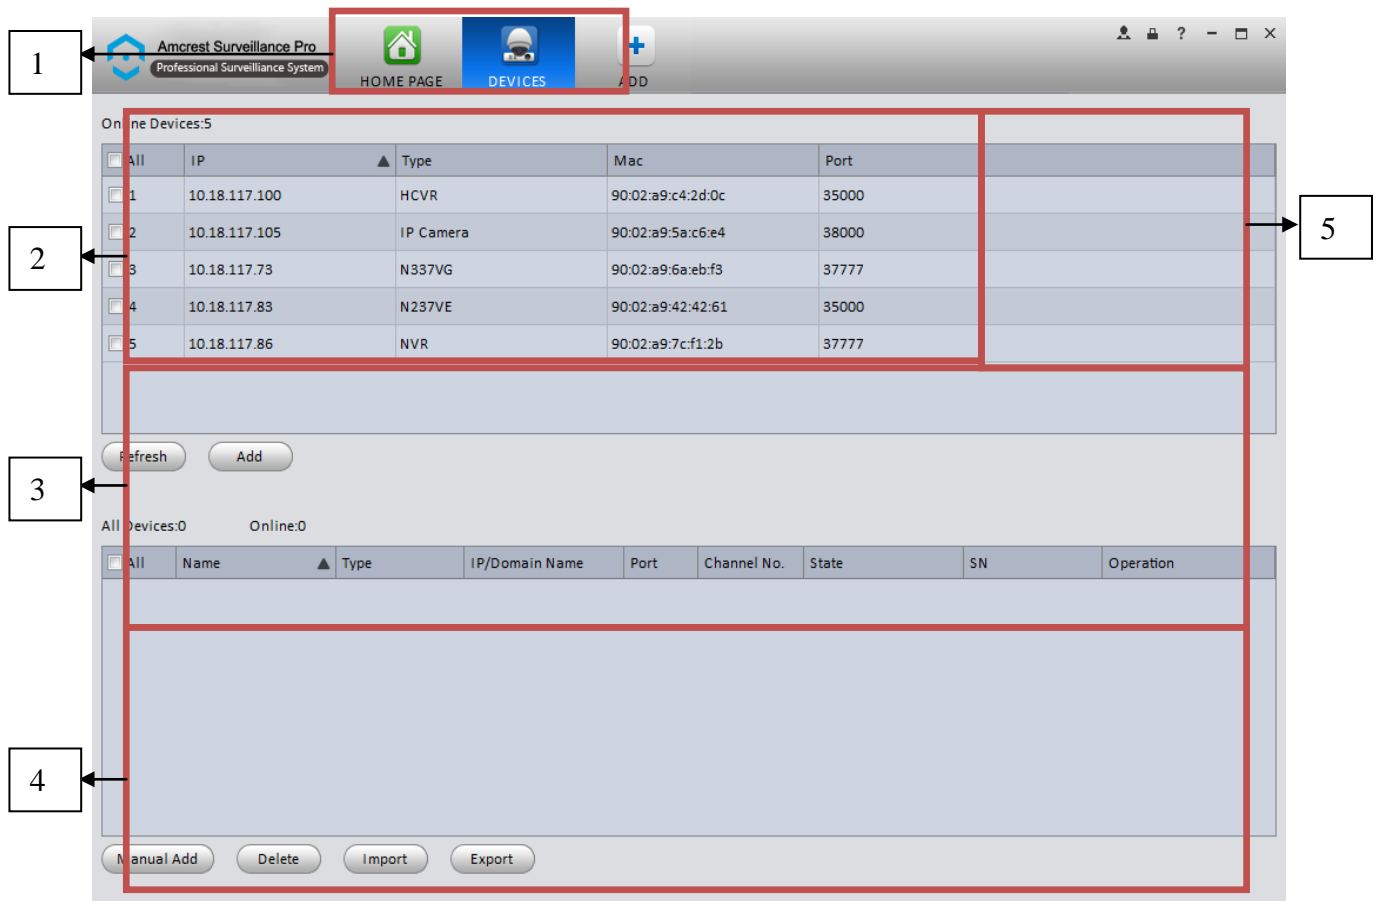 1
Amcrest Surveillance Pro
Professional Surveilliance System
HOME PAGE
DEVICES
ADD
?
Online Devices:5
All IP Type Mac Port
1 10.18.117.100 HCVR 90:02:a9:c4:2d:0c 35000
2 10.18.117.105 IP Camera 90:02:a9:5a:c6:e4 38000
3 10.18.117.73 N337VG 90:02:a9:6a:eb:f3 37777
4 10.18.117.83 N237VE 90:02:a9:42:42:61 35000
5 10.18.117.86 NVR 90:02:a9:7c:f1:2b 37777
2
5
Refresh Add
3
All Devices:0 Online:0
All Name Type IP/Domain Name Port Channel No. State SN Operation
4
Manual Add Delete Import Export